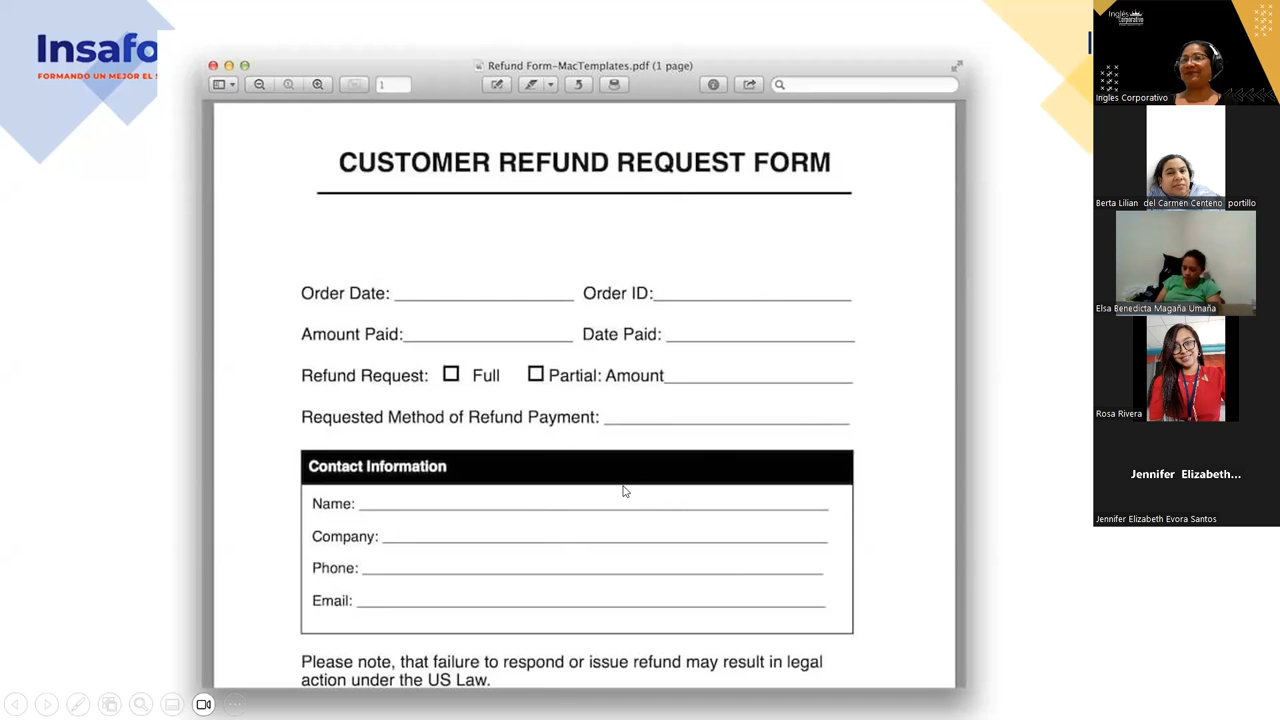 Insafo
FORMANDO UN MEJOR EL S
Refund Form-MacTemplates.pdf (1 page)
1
CUSTOMER REFUND REQUEST FORM
Order Date: Order ID:
Amount Paid: Date Paid:
Refund Request: Full Partial: Amount
Requested Method of Refund Payment:
Contact Information
Name:
Company:
Phone:
Email:
Please note, that failure to respond or issue refund may result in legal
action under the US Law.
Inglés
Corporativo
Ingles Corporativo
Berta Lilian del Carmen Centeno portillo
Elsa Benedicta Magaña Umaña
Rosa Rivera
Jennifer Elizabeth...
Jennifer Elizabeth Evora Santos